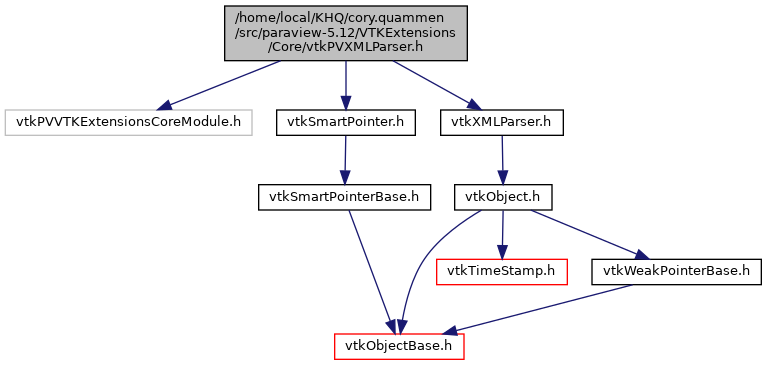 /home/local/KHQ/cory.quammen
/src/paraview-5.12/VTKExtensions
/Core/vtkPVXMLParser.h
vtkPVVTKExtensionsCoreModule.h
vtkSmartPointer.h
vtkXMLParser.h
vtkSmartPointerBase.h
vtkObject.h
vtkTimeStamp.h
vtkWeakPointerBase.h
vtkObjectBase.h